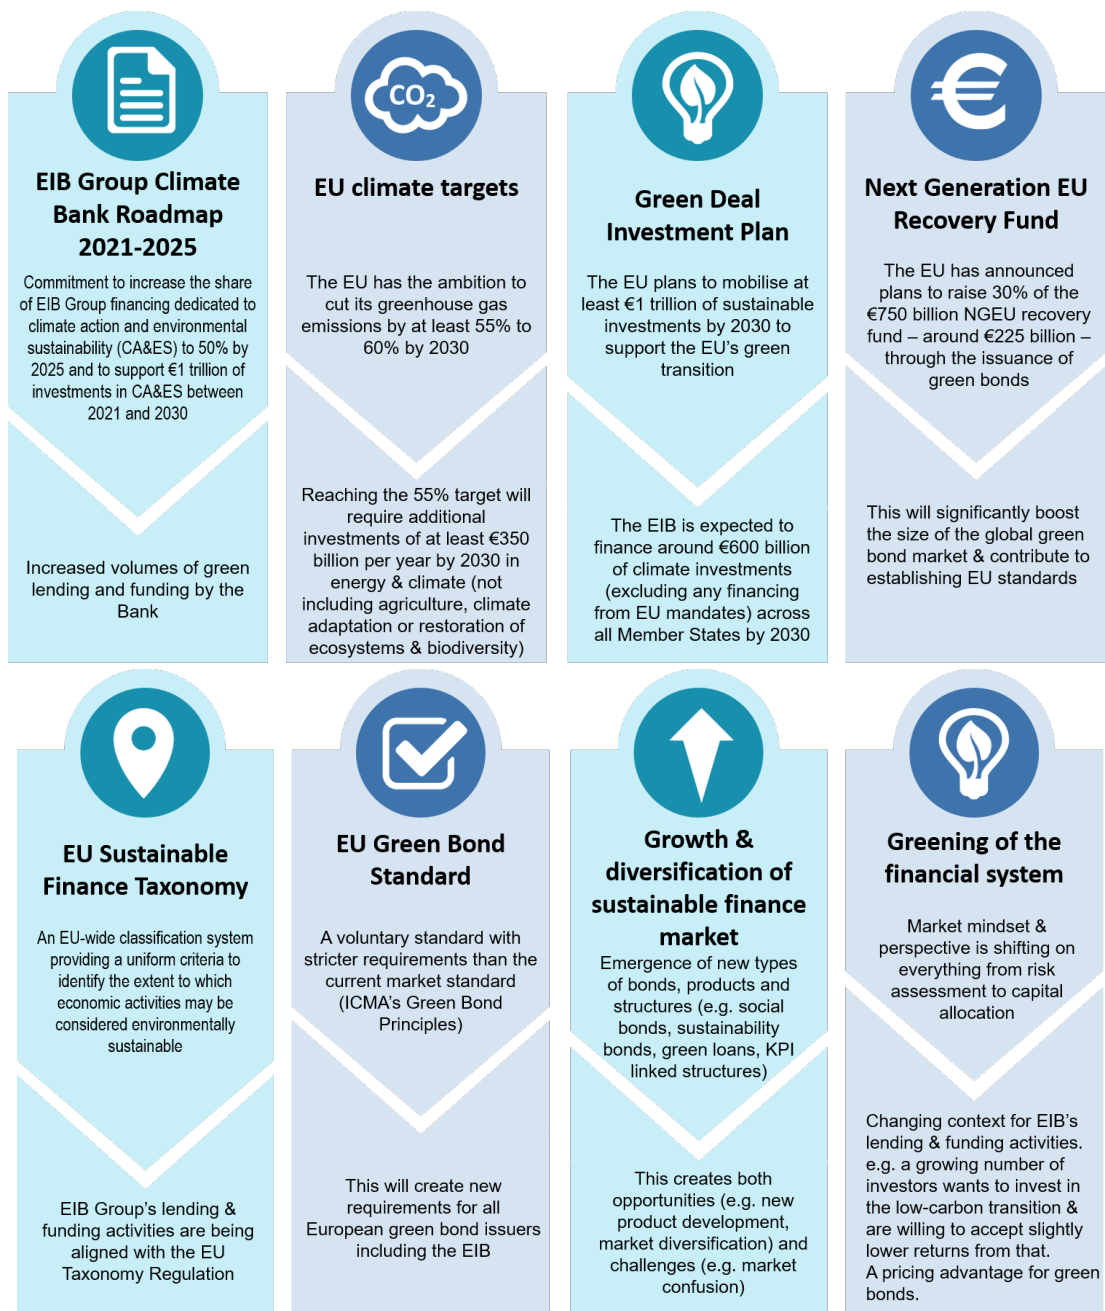 EIB Group Climate
Bank Roadmap
2021-2025
Commitment to increase the share
of EIB Group financing dedicated to
climate action and environmental
sustainability (CA&ES) to 50% by
2025 and to support €1 trillion of
investments in CA&ES between
2021 and 2030
Increased volumes of green
lending and funding by the
Bank
CO2
EU climate targets
The EU has the ambition to
cut its greenhouse gas
emissions by at least 55% to
60% by 2030
Reaching the 55% target will
require additional
investments of at least €350
billion per year by 2030 in
energy & climate (not
including agriculture, climate
adaptation or restoration of
ecosystems & biodiversity)
Green Deal
Investment Plan
The EU plans to mobilise at
least €1 trillion of sustainable
investments by 2030 to
support the EU's green
transition
The EIB is expected to
finance around €600 billion
of climate investments
(excluding any financing
from EU mandates) across
all Member States by 2030
€
Next Generation EU
Recovery Fund
The EU has announced
plans to raise 30% of the
€750 billion NGEU recovery
fund – around €225 billion –
through the issuance of
green bonds
This will significantly boost
the size of the global green
bond market & contribute to
establishing EU standards
EU Sustainable
Finance Taxonomy
An EU-wide classification system
providing a uniform criteria to
identify the extent to which
economic activities may be
considered environmentally
sustainable
EIB Group's lending &
funding activities are being
aligned with the EU
Taxonomy Regulation
EU Green Bond
Standard
A voluntary standard with
stricter requirements than the
current market standard
(ICMA's Green Bond
Principles)
This will create new
requirements for all
European green bond issuers
including the EIB
Growth &
diversification of
sustainable finance
market
Emergence of new types
of bonds, products and
structures (e.g. social
bonds, sustainability
bonds, green loans, KPI
linked structures)
This creates both
opportunities (e.g. new
product development,
market diversification) and
challenges (e.g. market
confusion)
Greening of the
financial system
Market mindset &
perspective is shifting on
everything from risk
assessment to capital
allocation
Changing context for EIB's
lending & funding activities.
e.g. a growing number of
investors wants to invest in
the low-carbon transition &
are willing to accept slightly
lower returns from that.
A pricing advantage for green
bonds.